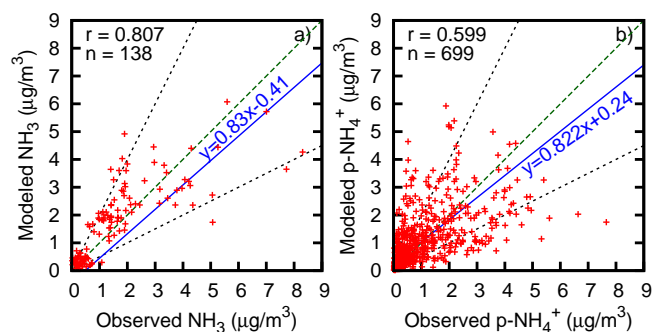 r = 0.807
n = 138
a)
y=0.83x-0.41
Modeled NH₃ (μg/m³)
9
8
7
6
5
4
3
2
1
0
0 1 2 3 4 5 6 7 8 9
Observed NH₃ (μg/m³)
r = 0.599
n = 699
b)
y=0.822x+0.24
Modeled p-NH₄⁺ (μg/m³)
9
8
7
6
5
4
3
2
1
0
0 1 2 3 4 5 6 7 8 9
Observed p-NH₄⁺ (μg/m³)